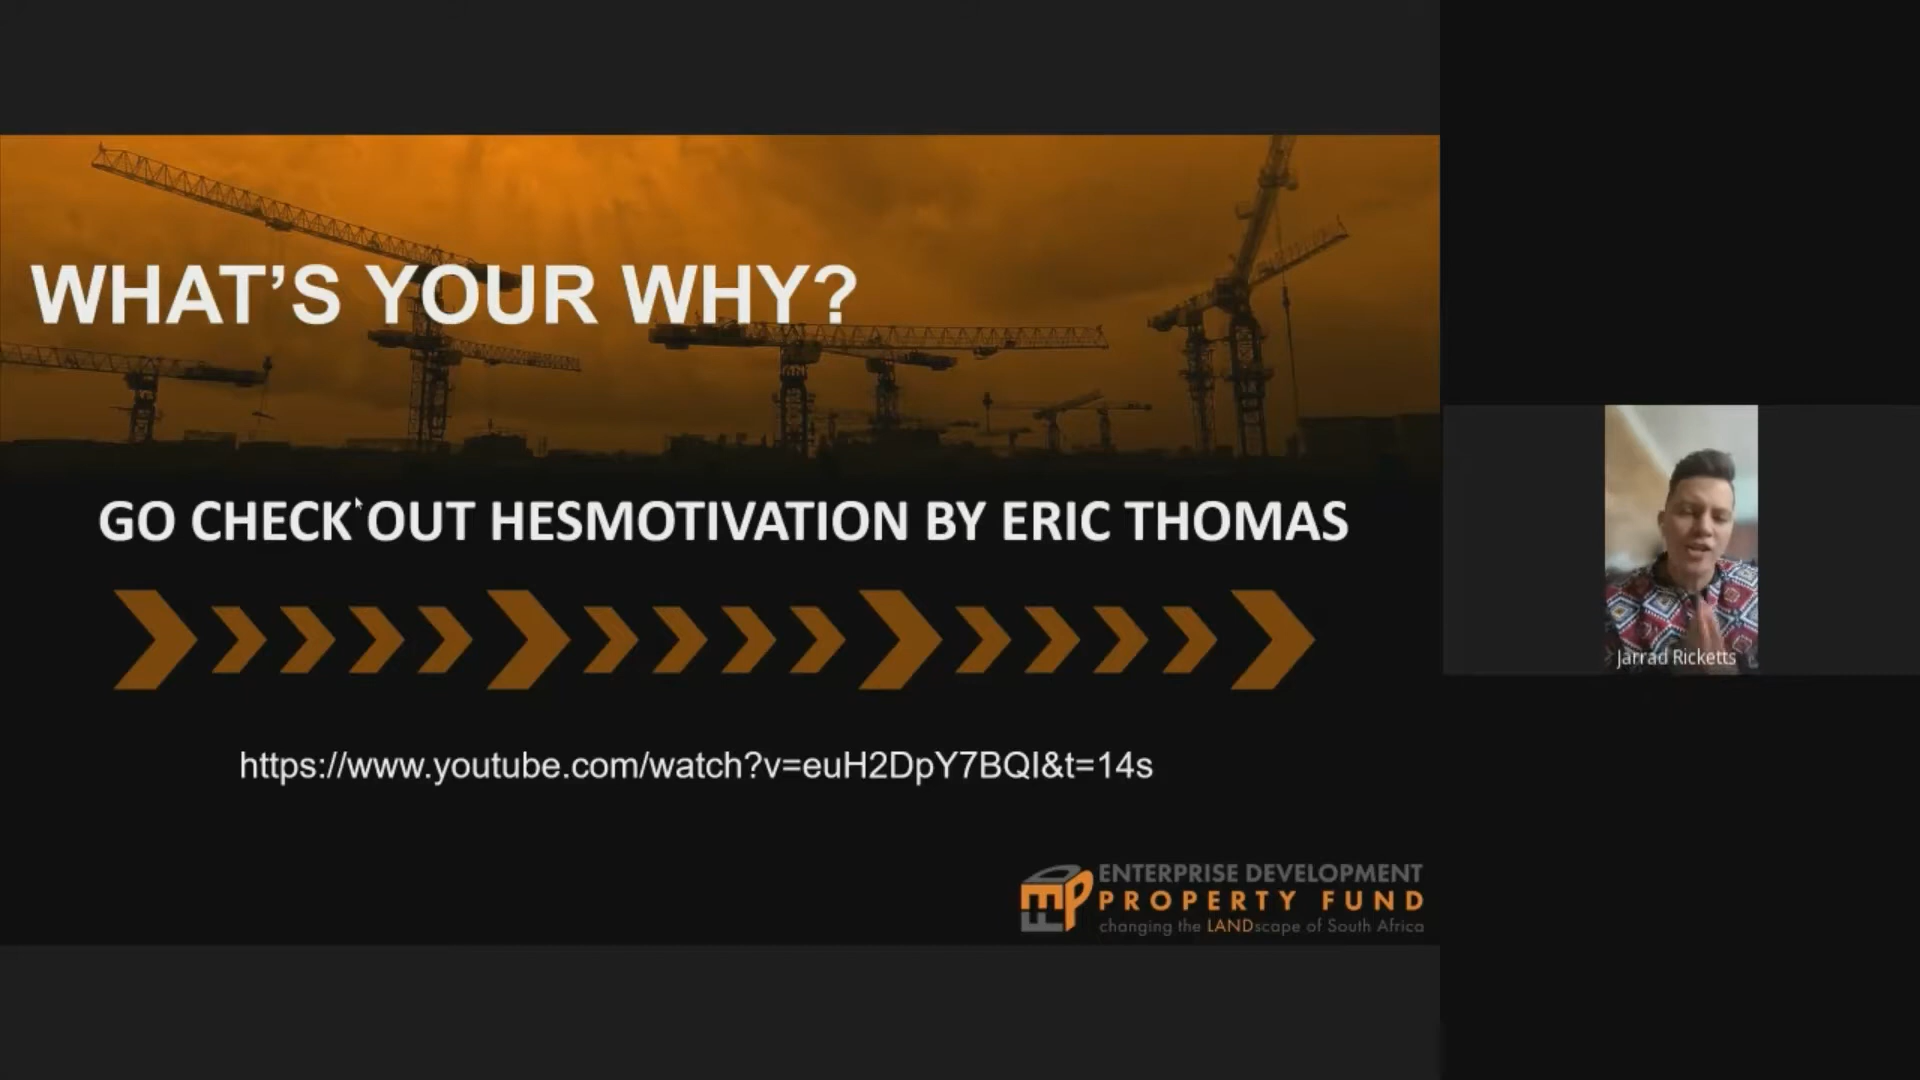 WHAT’S YOUR WHY?
GO CHECK OUT HESMOTIVATION BY ERIC THOMAS
https://www.youtube.com/watch?v=euH2DpY7BQI&t=14s
ENTERPRISE DEVELOPMENT
PROPERTY FUND
changing the LANDscape of South Africa
Jarrad Ricketts